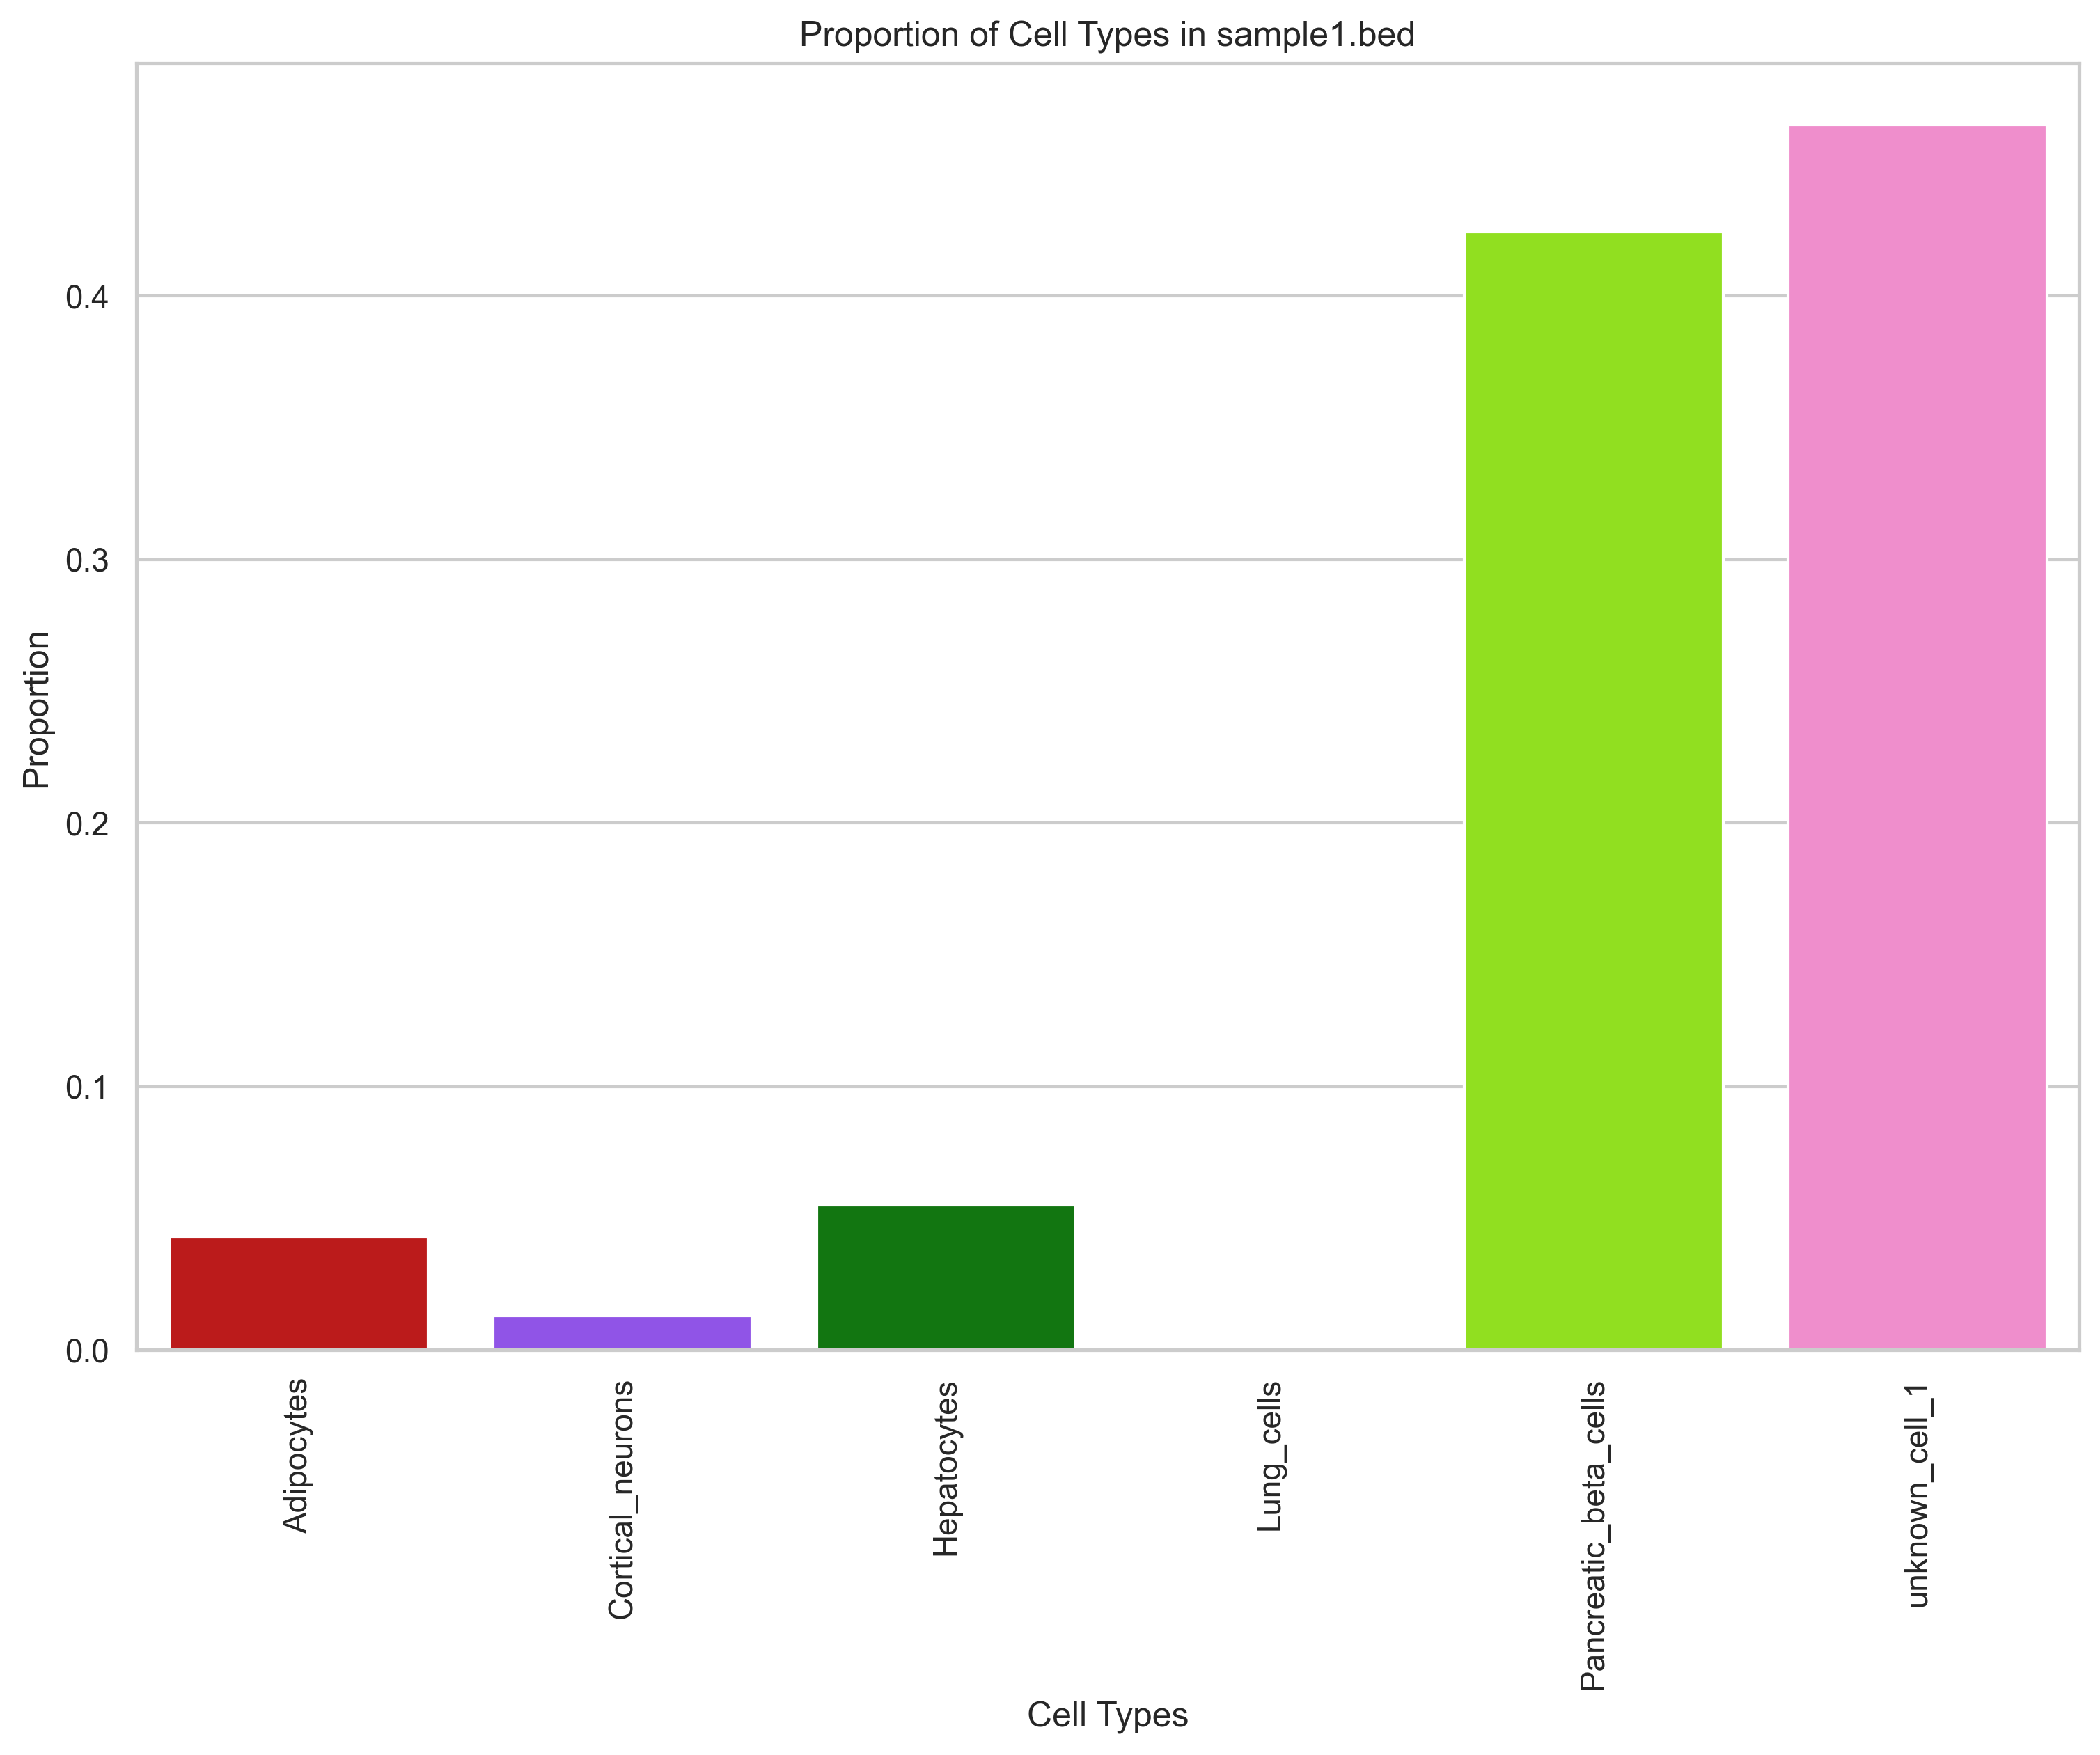 Proportion of Cell Types in sample1.bed
Proportion
0.4
0.3
0.2
0.1
0.0
Adipocytes
Cortical_neurons
Hepatocytes
Lung_cells
Pancreatic_beta_cells
unknown_cell_1
Cell Types